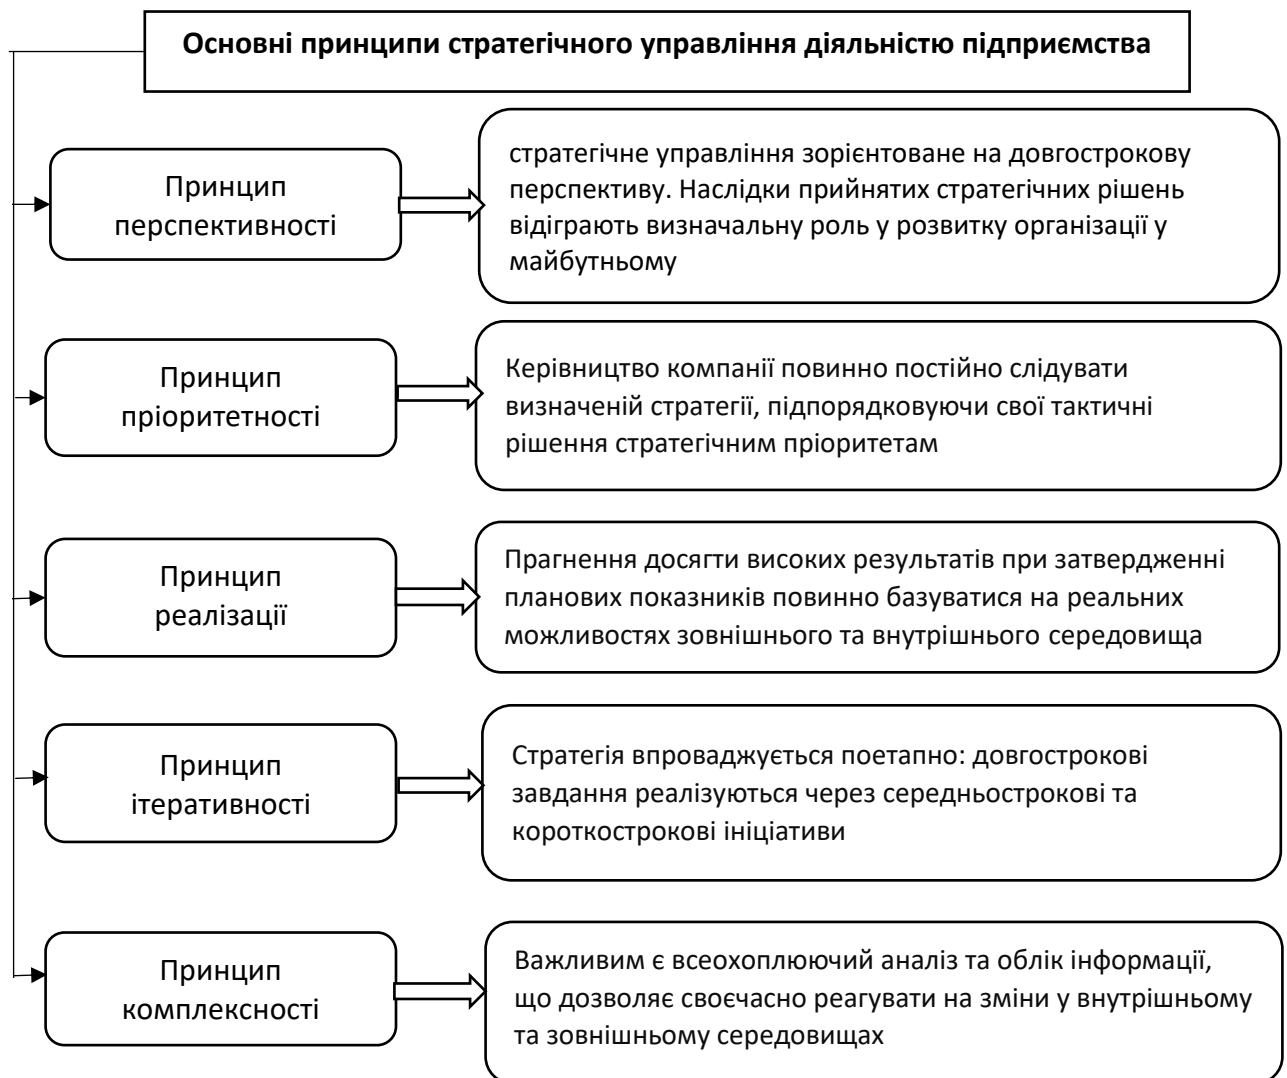 Основні принципи стратегічного управління діяльністю підприємства
Принцип
перспективності
стратегічне управління зорієнтоване на довгострокову
перспективу. Наслідки прийнятих стратегічних рішень
відіграють визначальну роль у розвитку організації у
майбутньому
Принцип
пріоритетності
Керівництво компанії повинно постійно слідувати
визначеній стратегії, підпорядковуючи свої тактичні
рішення стратегічним пріоритетам
Принцип
реалізації
Прагнення досягти високих результатів при затвердженні
планових показників повинно базуватися на реальних
можливостях зовнішнього та внутрішнього середовища
Принцип
ітеративності
Стратегія впроваджується поетапно: довгострокові
завдання реалізуються через середньострокові та
короткострокові ініціативи
Принцип
комплексності
Важливим є всеохоплюючий аналіз та облік інформації,
що дозволяє своєчасно реагувати на зміни у внутрішньому
та зовнішньому середовищах